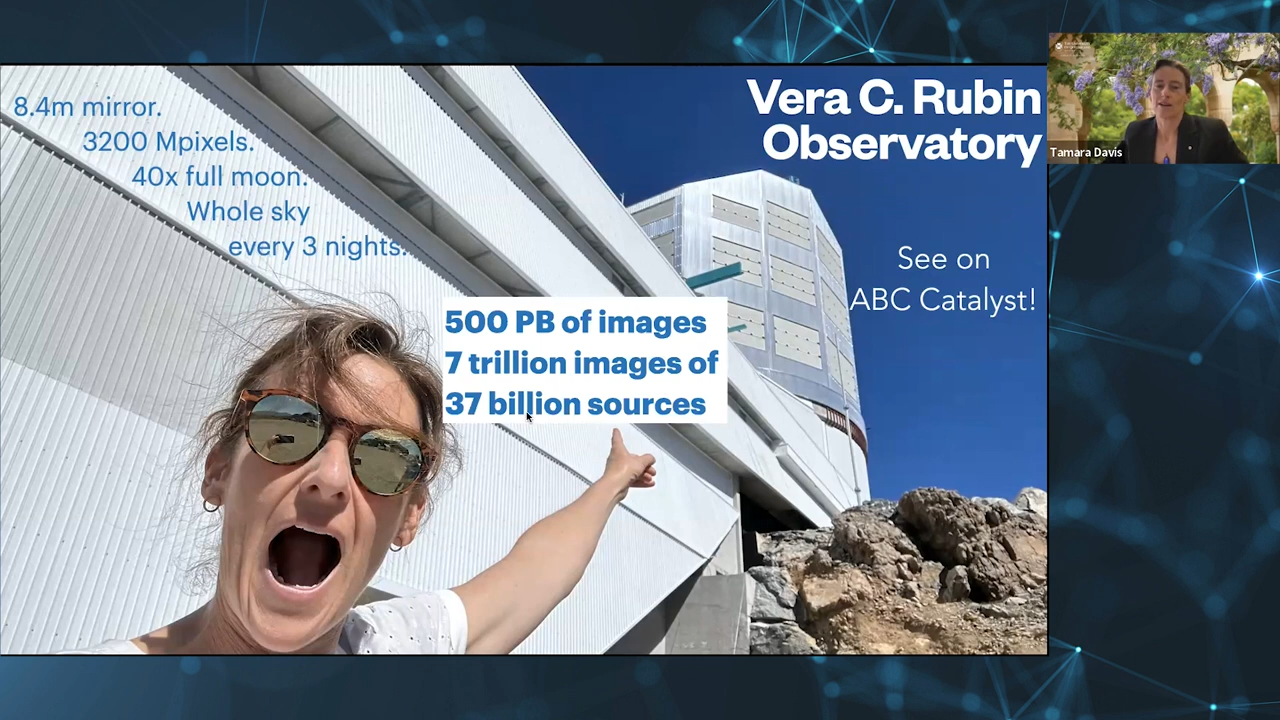 8.4m mirror.
3200 Mpixels.
40x full moon.
Whole sky
every 3 nights.
Vera C. Rubin
Observatory
See on
ABC Catalyst!
500 PB of images
7 trillion images of
37 billion sources
Tamara Davis